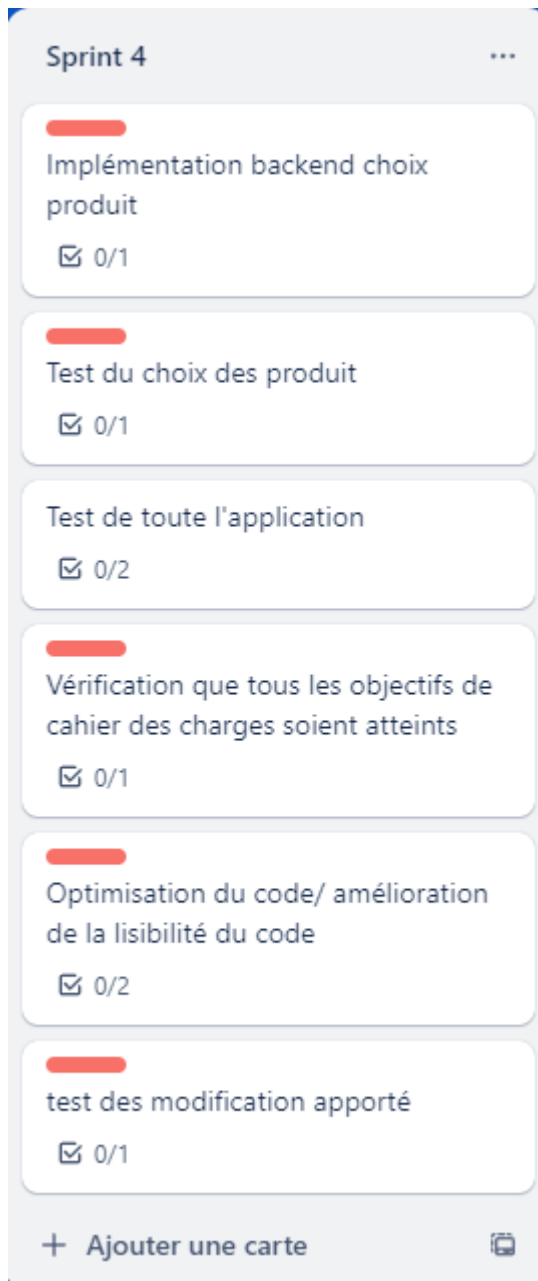 Sprint 4
Implémentation backend choix
produit
0/1
Test du choix des produit
0/1
Test de toute l'application
0/2
Vérification que tous les objectifs de
cahier des charges soient atteints
0/1
Optimisation du code/ amélioration
de la lisibilité du code
0/2
test des modification apporté
0/1
+ Ajouter une carte